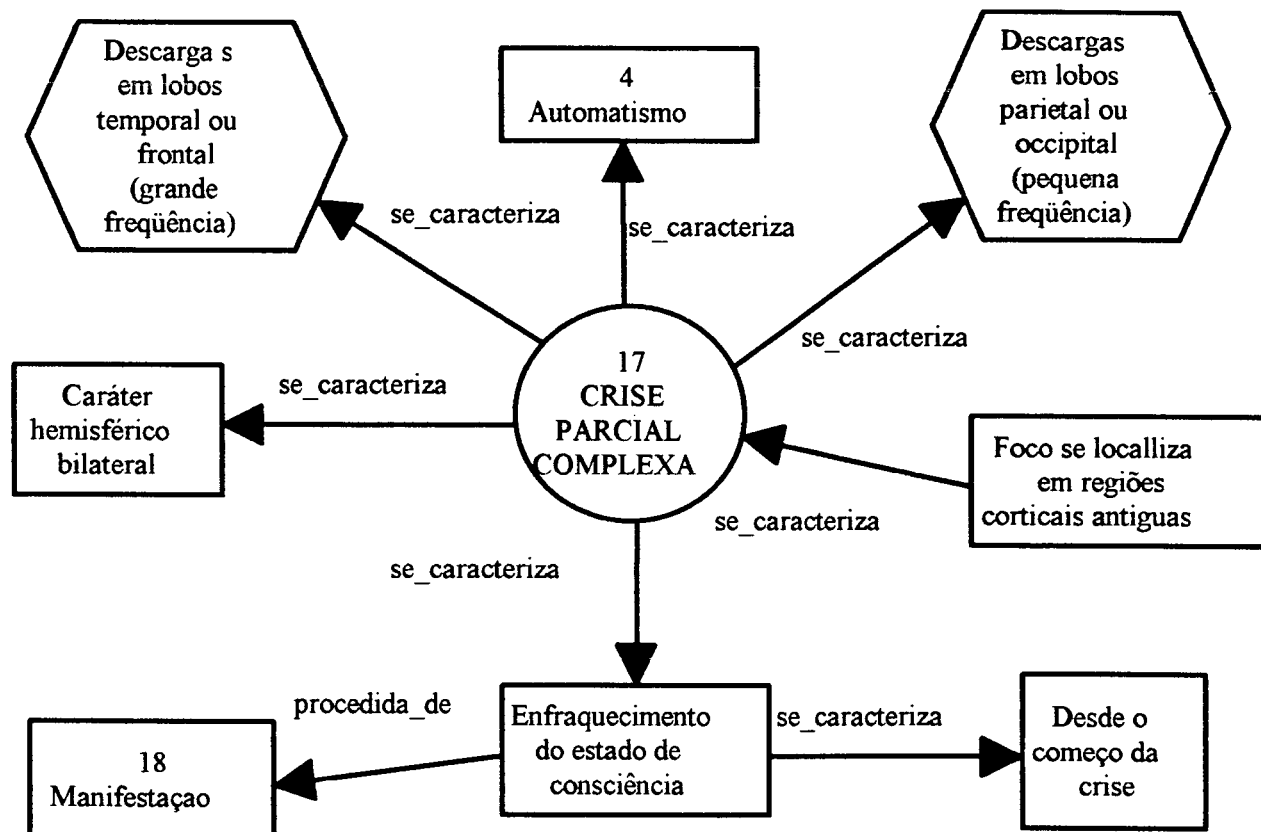 Descarga s
em lobos
temporal ou
frontal
(grande
freqüência)
4
Automatismo
Descargas
em lobos
parietal ou
occipital
(pequena
freqüência)
se_caracteriza
se_caracteriza
se_caracteriza
Caráter
hemisférico
bilateral
se_caracteriza
17
CRISE
PARCIAL
COMPLEXA
Foco se localliza
em regiões
corticais antiguas
se_caracteriza
se_caracteriza
procedida_de
Enfraquecimento
do estado de
consciência
se_caracteriza
Desde o
começo da
crise
18
Manifestaçao